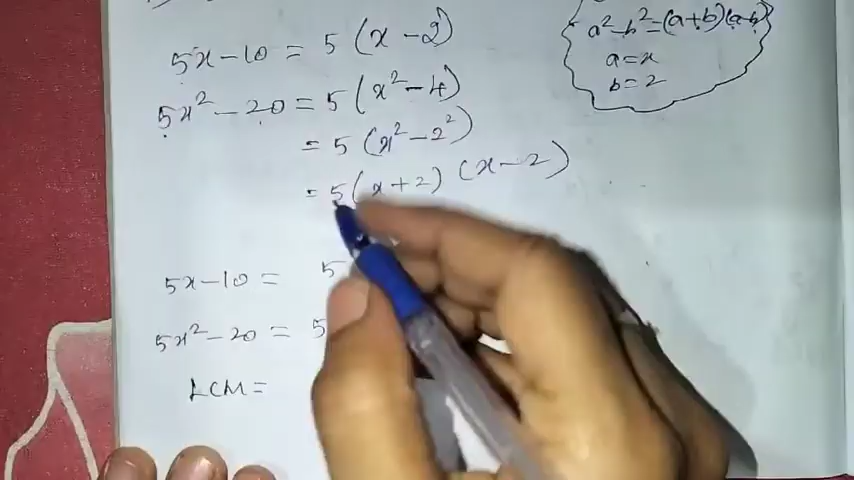 5x-10 = 5(x-2)
5x²-20 = 5(x²-4)
= 5(x²-2²)
= 5(x+2)(x-2)
a²-b²=(a+b)(a-b)
a=x
b=2
5x-10 = 5
5x²-20 = 5
LCM=